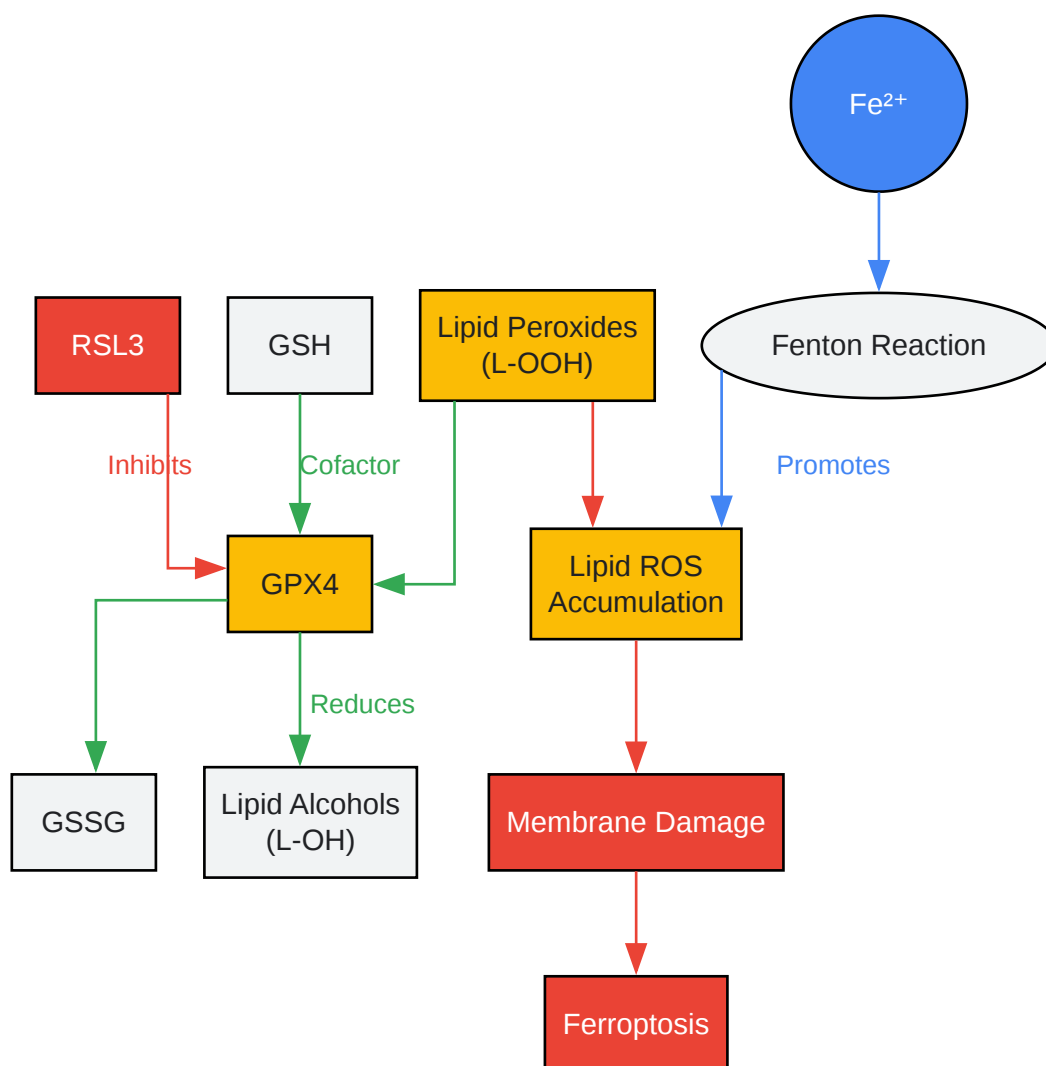 Fe²⁺
RSL3
GSH
Lipid Peroxides
(L-OOH)
Fenton Reaction
Inhibits
Cofactor
Promotes
GPX4
Lipid ROS
Accumulation
Reduces
GSSG
Lipid Alcohols
(L-OH)
Membrane Damage
Ferroptosis